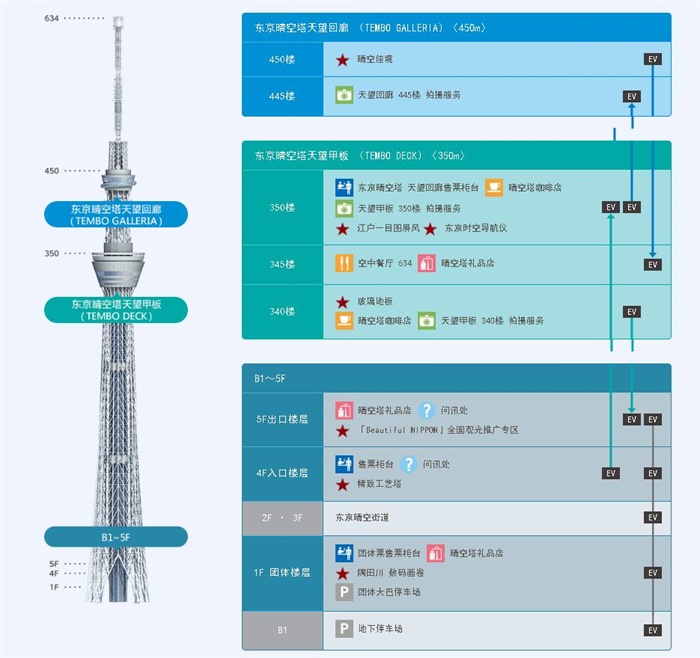 634
450
东京晴空塔天望回廊
（TEMBO GALLERIA）
350
东京晴空塔天望甲板
（TEMBO DECK）
B1~5F
5F
4F
1F
东京晴空塔天望回廊 （TEMBO GALLERIA）〈450m〉
450楼
晴空佳境
EV
445楼
天望回廊 445楼 拍摄服务
EV
东京晴空塔天望甲板 （TEMBO DECK）〈350m〉
350楼
东京晴空塔 天望回廊售票柜台 晴空塔咖啡店
天望甲板 350楼 拍摄服务
江户一目图屏风 东京时空导航仪
EV EV
345楼
空中餐厅 634 晴空塔礼品店
EV
340楼
玻璃地板
晴空塔咖啡店 天望甲板 340楼 拍摄服务
EV
B1～5F
5F出口楼层
晴空塔礼品店 ? 问讯处
「Beautiful NIPPON」全国观光推广专区
EV EV
4F入口楼层
售票柜台 ? 问讯处
精致工艺塔
EV EV
2F · 3F
东京晴空街道
EV
1F 团体楼层
团体票售票柜台 晴空塔礼品店
隅田川 数码画卷
P 团体大巴停车场
EV
B1
P 地下停车场
EV